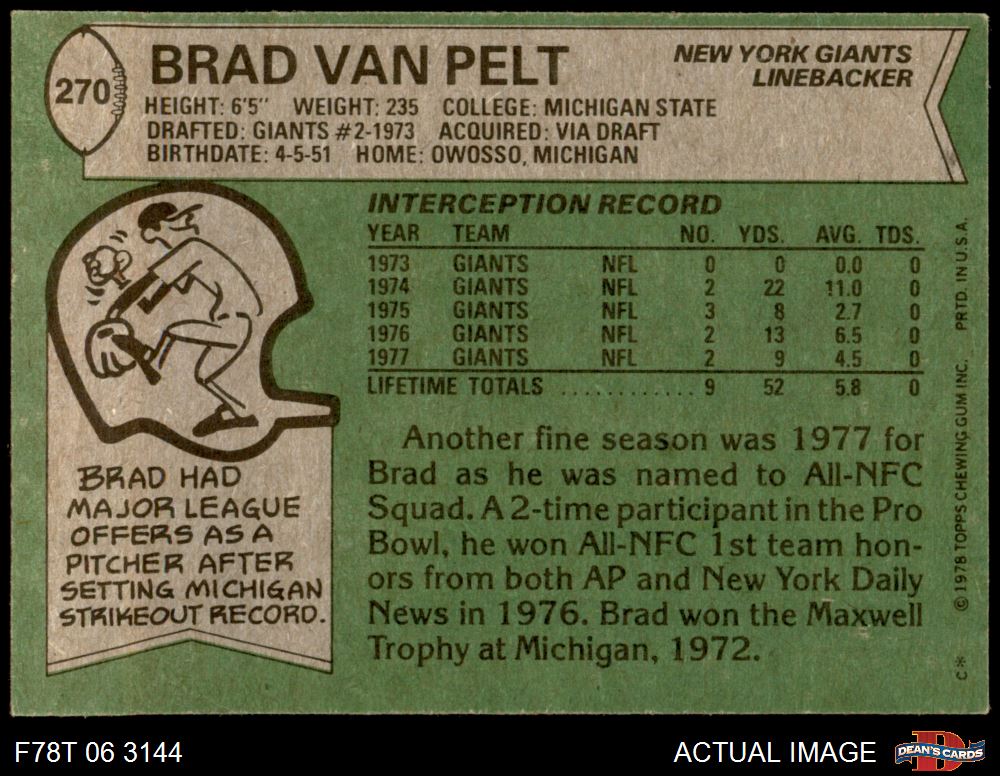 270
BRAD VAN PELT
NEW YORK GIANTS
LINEBACKER
HEIGHT: 6'5" WEIGHT: 235 COLLEGE: MICHIGAN STATE
DRAFTED: GIANTS #2-1973 ACQUIRED: VIA DRAFT
BIRTHDATE: 4-5-51 HOME: OWOSSO, MICHIGAN
INTERCEPTION RECORD
YEAR TEAM NO. YDS. AVG. TDS.
1973 GIANTS NFL 0 0 0.0 0
1974 GIANTS NFL 2 22 11.0 0
1975 GIANTS NFL 3 8 2.7 0
1976 GIANTS NFL 2 13 6.5 0
1977 GIANTS NFL 2 9 4.5 0
LIFETIME TOTALS ............ 9 52 5.8 0
Another fine season was 1977 for
Brad as he was named to All-NFC
Squad. A 2-time participant in the Pro
Bowl, he won All-NFC 1st team hon-
ors from both AP and New York Daily
News in 1976. Brad won the Maxwell
Trophy at Michigan, 1972.
BRAD HAD
MAJOR LEAGUE
OFFERS AS A
PITCHER AFTER
SETTING MICHIGAN
STRIKEOUT RECORD.
C* © 1978 TOPPS CHEWING GUM INC. PRTD. IN U.S.A.
F78T 06 3144
ACTUAL IMAGE
DEAN'S CARDS